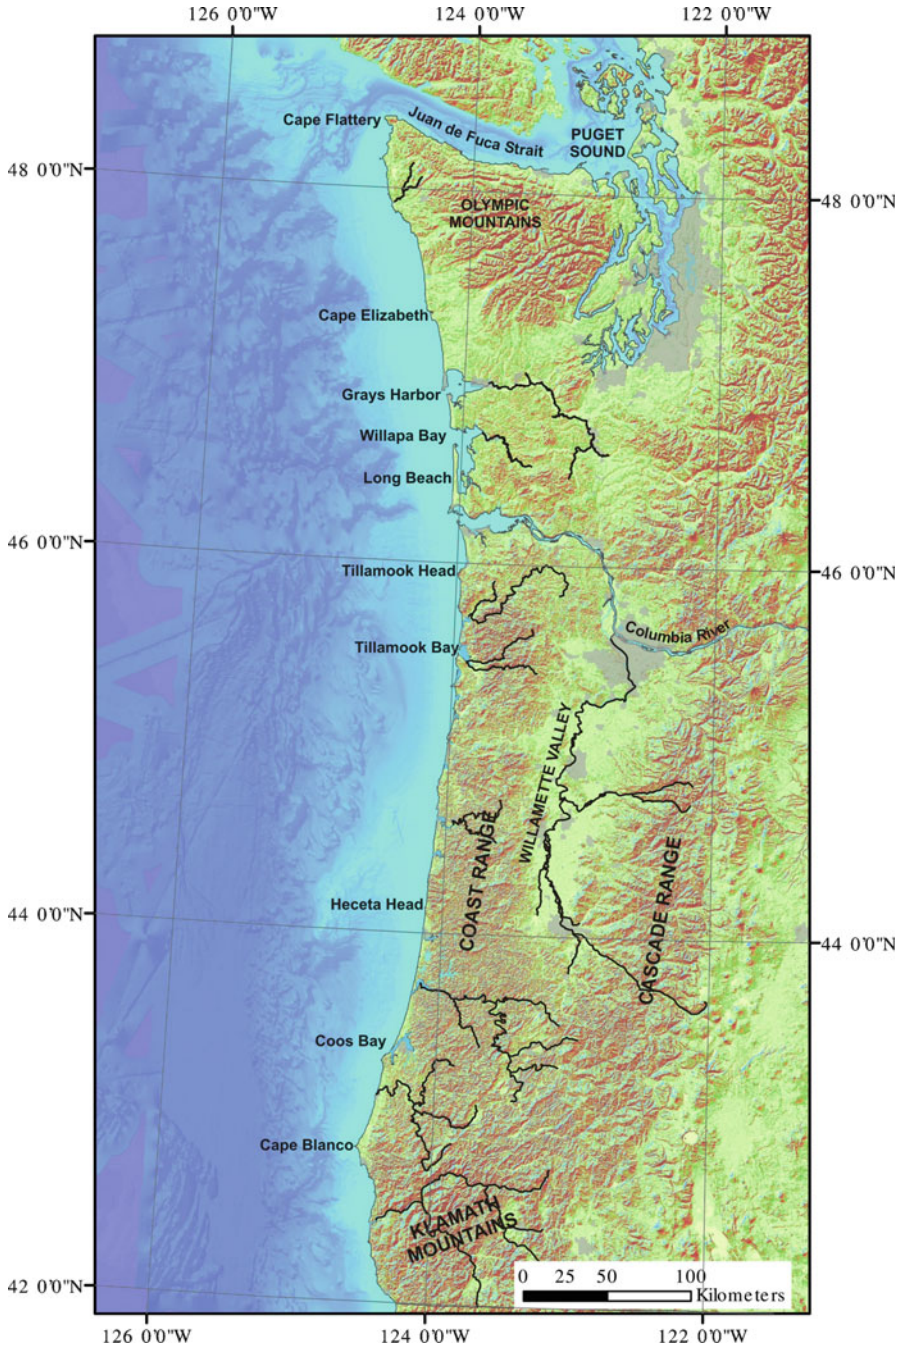 126 0'0"W 124 0'0"W 122 0'0"W
Cape Flattery
Juan de Fuca Strait
PUGET
SOUND
48 0'0"N
48 0'0"N
OLYMPIC
MOUNTAINS
Cape Elizabeth
Grays Harbor
Willapa Bay
Long Beach
46 0'0"N
Tillamook Head
46 0'0"N
Columbia River
Tillamook Bay
WILLAMETTE VALLEY
COAST RANGE
CASCADE RANGE
Heceta Head
44 0'0"N
44 0'0"N
Coos Bay
Cape Blanco
KLAMATH
MOUNTAINS
42 0'0"N
0 25 50 100
Kilometers
126 0'0"W 124 0'0"W 122 0'0"W